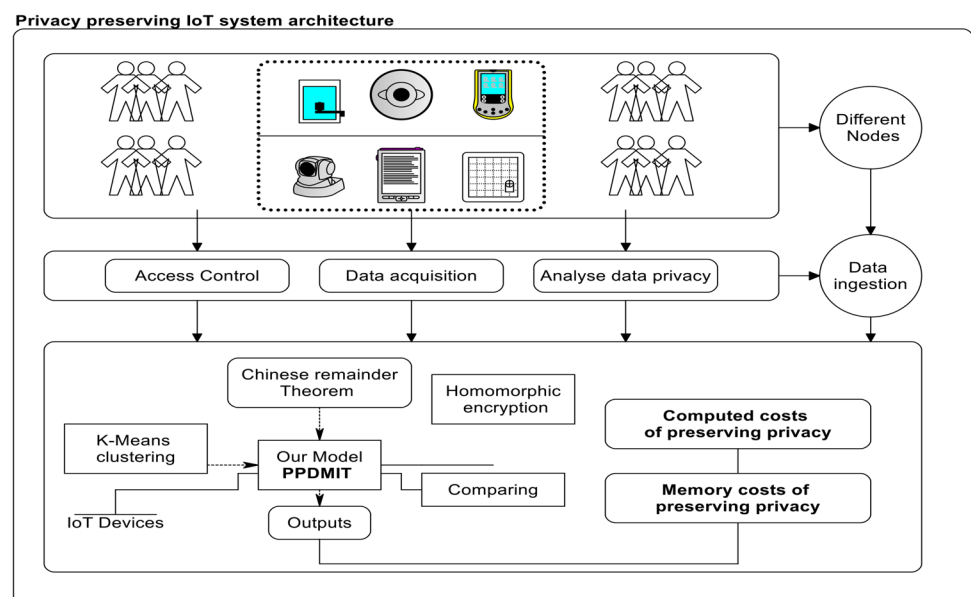 Privacy preserving IoT system architecture
Different
Nodes
Access Control
Data acquisition
Analyse data privacy
Data
ingestion
Chinese remainder
Theorem
Homomorphic
encryption
Computed costs
of preserving privacy
K-Means
clustering
Our Model
PPDMIT
Comparing
Memory costs of
preserving privacy
IoT Devices
Outputs